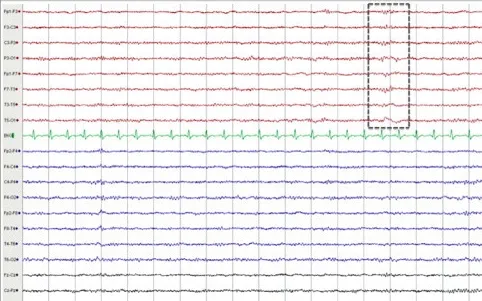 Fp1-F3
F3-C3
C3-P3
P3-O1
Fp1-F7
F7-T3
T3-T5
T5-O1
EKG
Fp2-F4
F4-C4
C4-P4
P4-O2
Fp2-F8
F8-T4
T4-T6
T6-O2
Fz-Cz
Cz-Pz